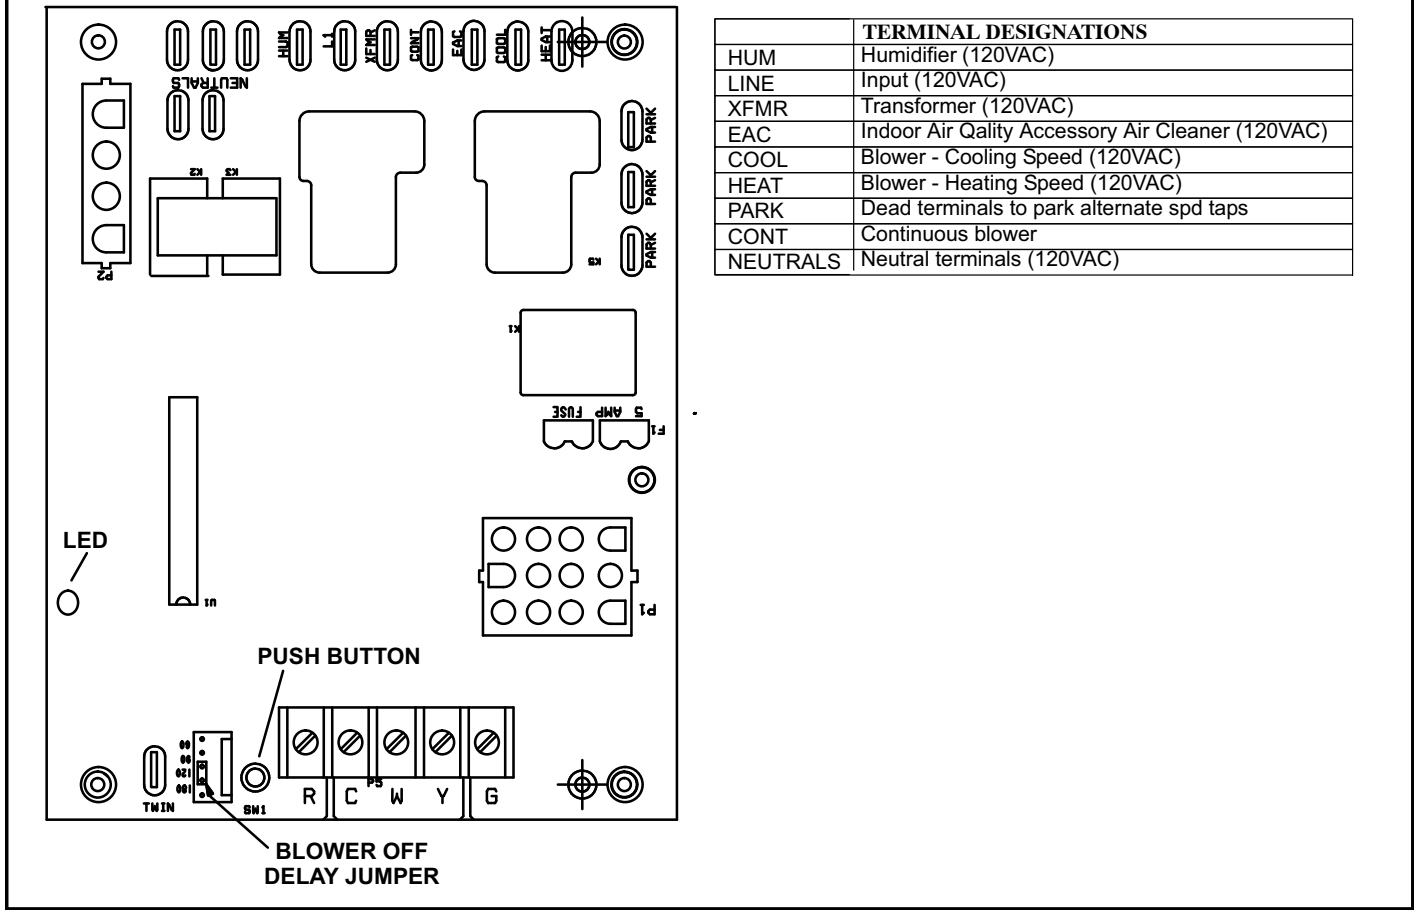 HUM
L1
XFMR
CONT
EAC
COOL
HEAT
NEUTRALS
PARK
PARK
PARK
K2
K3
P2
K5
K1
5 AMP FUSE
F1
LED
U1
P1
PUSH BUTTON
60
90
120
180
TWIN
SW1
P5
R C W Y G
BLOWER OFF
DELAY JUMPER
TERMINAL DESIGNATIONS
HUM Humidifier (120VAC)
LINE Input (120VAC)
XFMR Transformer (120VAC)
EAC Indoor Air Qality Accessory Air Cleaner (120VAC)
COOL Blower - Cooling Speed (120VAC)
HEAT Blower - Heating Speed (120VAC)
PARK Dead terminals to park alternate spd taps
CONT Continuous blower
NEUTRALS Neutral terminals (120VAC)